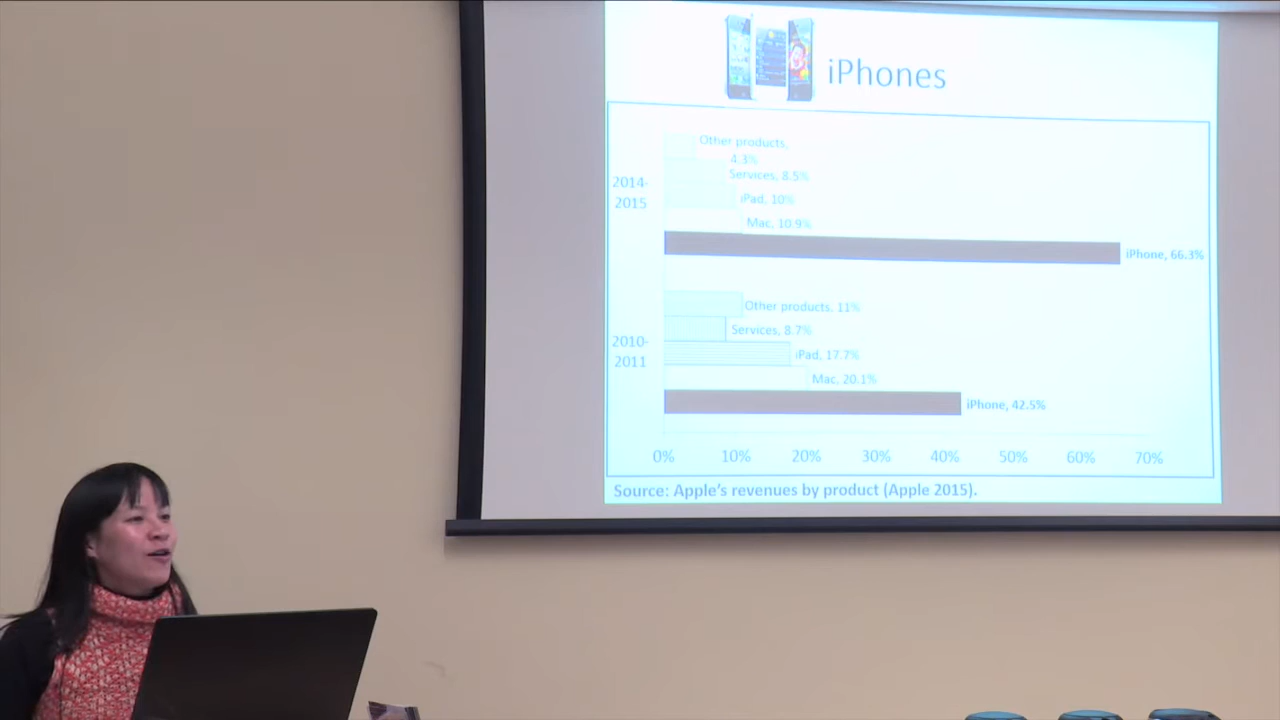 iPhones
Other products,
4.3%
Services, 8.5%
2014-
2015
iPad, 10%
Mac, 10.9%
iPhone, 66.3%
Other products, 11%
Services, 8.7%
2010-
2011
iPad, 17.7%
Mac, 20.1%
iPhone, 42.5%
0% 10% 20% 30% 40% 50% 60% 70%
Source: Apple's revenues by product (Apple 2015).